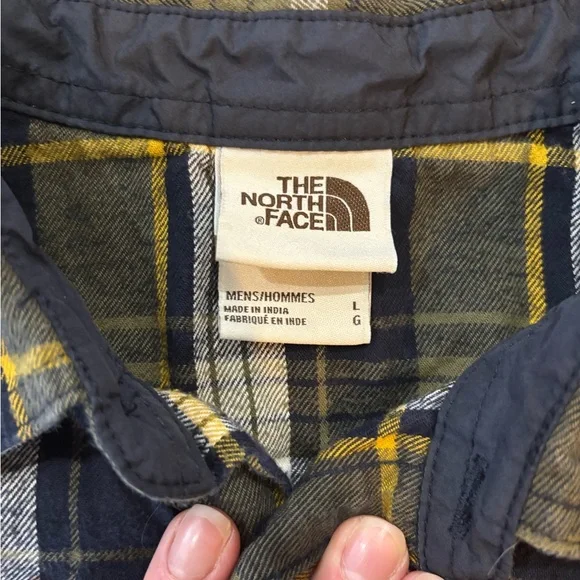 THE
NORTH
®FACE
MENS/HOMMES L
MADE IN INDIA
FABRIQUÉ EN INDE G